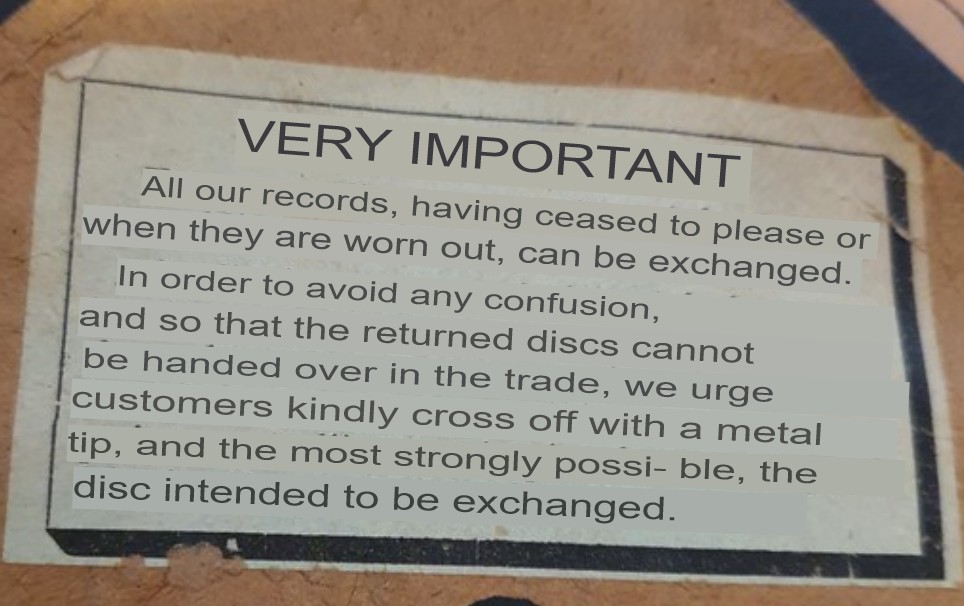 VERY IMPORTANT
All our records, having ceased to please or
when they are worn out, can be exchanged.
In order to avoid any confusion,
and so that the returned discs cannot
be handed over in the trade, we urge
customers kindly cross off with a metal
tip, and the most strongly possi- ble, the
disc intended to be exchanged.